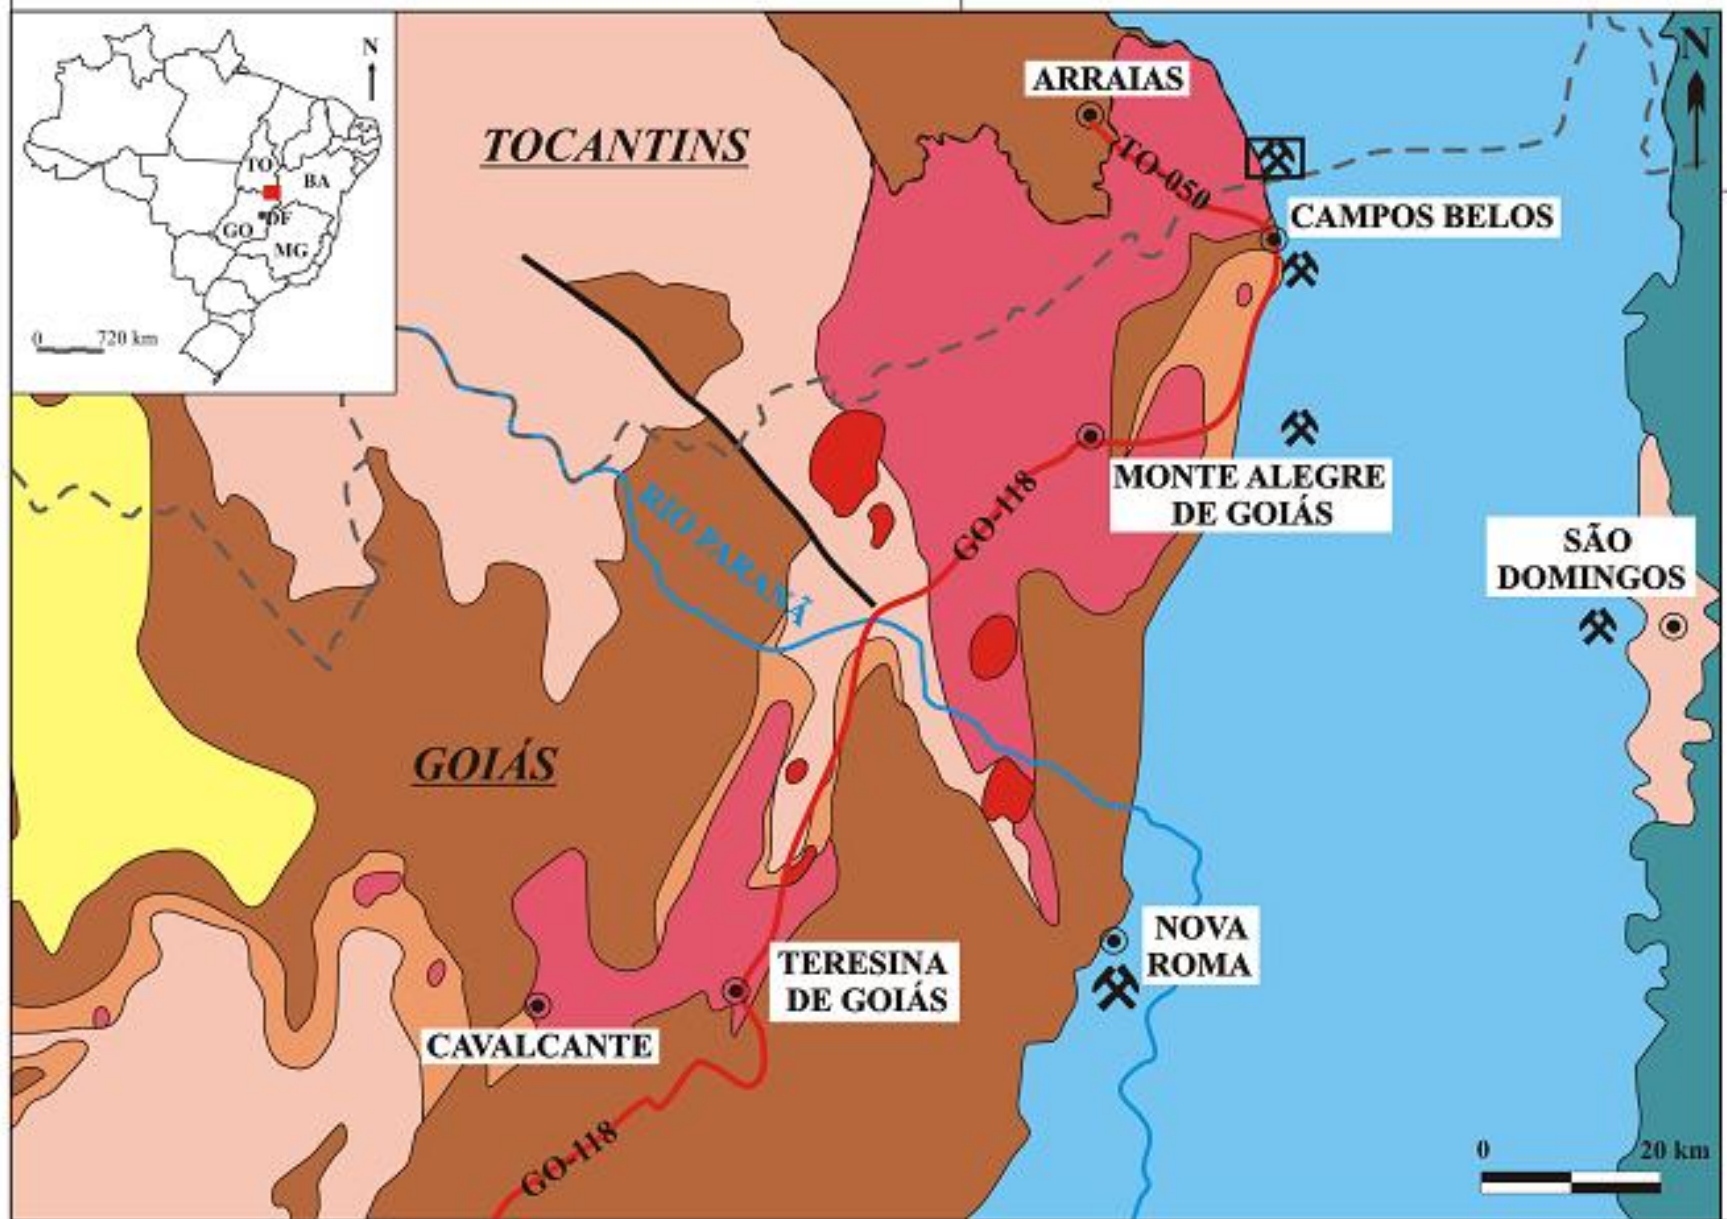 N
TO
BA
DF
GO
MG
0 720 km
TOCANTINS
ARRAIAS
N
TO-050
CAMPOS BELOS
RIO PARANÃ
GO-118
MONTE ALEGRE
DE GOIÁS
SÃO
DOMINGOS
GOIÁS
NOVA
ROMA
TERESINA
DE GOIÁS
CAVALCANTE
GO-118
0 20 km